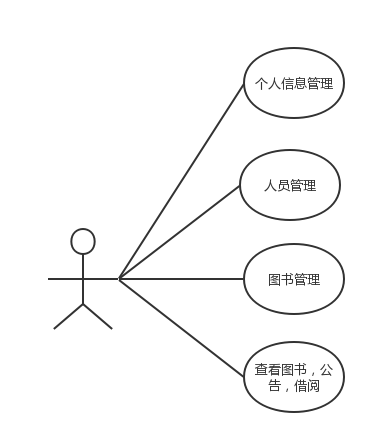 个人信息管理
人员管理
图书管理
查看图书，公
告，借阅